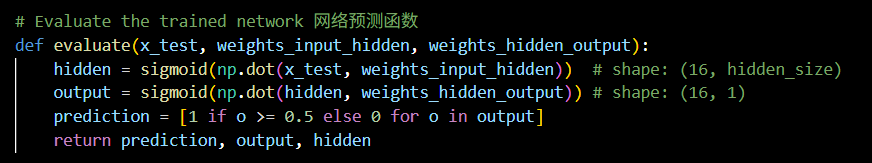 # Evaluate the trained network 网络预测函数
def evaluate(x_test, weights_input_hidden, weights_hidden_output):
    hidden = sigmoid(np.dot(x_test, weights_input_hidden))  # shape: (16, hidden_size)
    output = sigmoid(np.dot(hidden, weights_hidden_output)) # shape: (16, 1)
    prediction = [1 if o >= 0.5 else 0 for o in output]
    return prediction, output, hidden